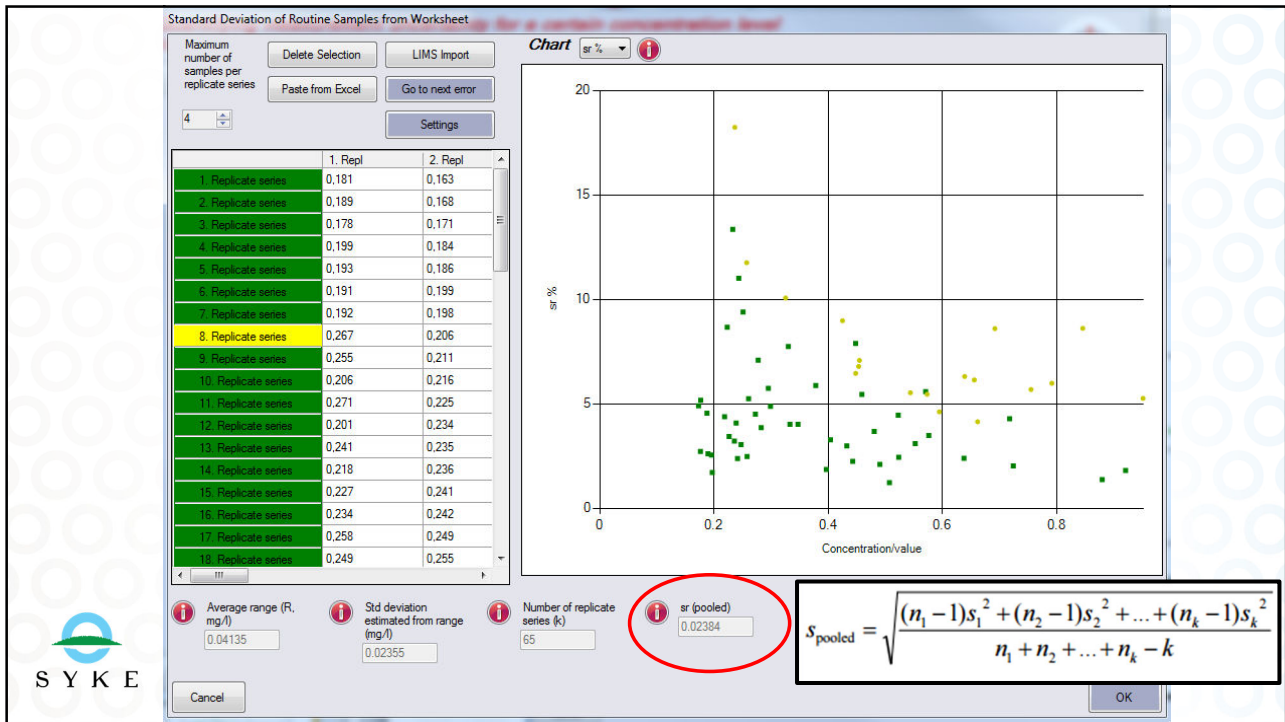 Standard Deviation of Routine Samples from Worksheet
for a certain concentration level
Maximum
number of
samples per
replicate series
4
Delete Selection
LIMS Import
Paste from Excel
Go to next error
Settings
1. Repl 2. Repl
1. Replicate series 0,181 0,163
2. Replicate series 0,189 0,168
3. Replicate series 0,178 0,171
4. Replicate series 0,199 0,184
5. Replicate series 0,193 0,186
6. Replicate series 0,191 0,199
7. Replicate series 0,192 0,198
8. Replicate series 0,267 0,206
9. Replicate series 0,255 0,211
10. Replicate series 0,206 0,216
11. Replicate series 0,271 0,225
12. Replicate series 0,201 0,234
13. Replicate series 0,241 0,235
14. Replicate series 0,218 0,236
15. Replicate series 0,227 0,241
16. Replicate series 0,234 0,242
17. Replicate series 0,258 0,249
18. Replicate series 0,249 0,255
Chart sr %
20
15
10
5
0
sr %
0 0.2 0.4 0.6 0.8
Concentration/value
Average range (R,
mg/l)
0.04135
Std deviation
estimated from range
(mg/l)
0.02355
Number of replicate
series (k)
65
sr (pooled)
0.02384
s_pooled = √(((n₁−1)s₁² + (n₂−1)s₂² + ... + (n_k−1)s_k²) / (n₁ + n₂ + ... + n_k − k))
SYKE
Cancel
OK